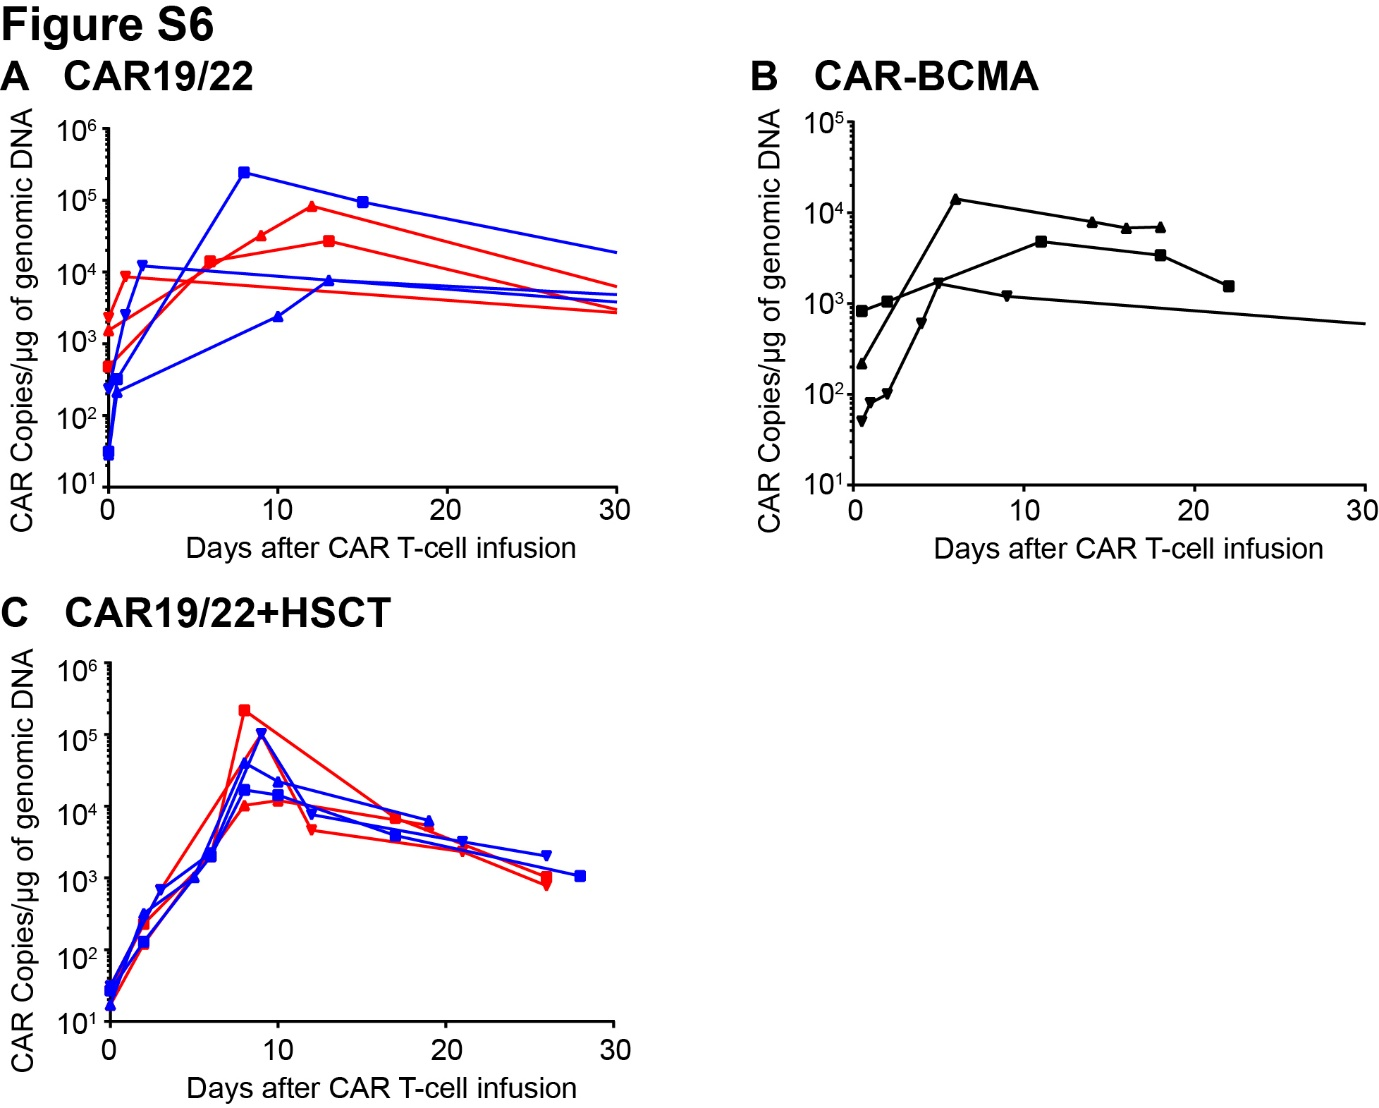 Figure S6
A CAR19/22
CAR Copies/µg of genomic DNA
10⁶
10⁵
10⁴
10³
10²
10¹
0 10 20 30
Days after CAR T-cell infusion
B CAR-BCMA
CAR Copies/µg of genomic DNA
10⁵
10⁴
10³
10²
10¹
0 10 20 30
Days after CAR T-cell infusion
C CAR19/22+HSCT
CAR Copies/µg of genomic DNA
10⁶
10⁵
10⁴
10³
10²
10¹
0 10 20 30
Days after CAR T-cell infusion